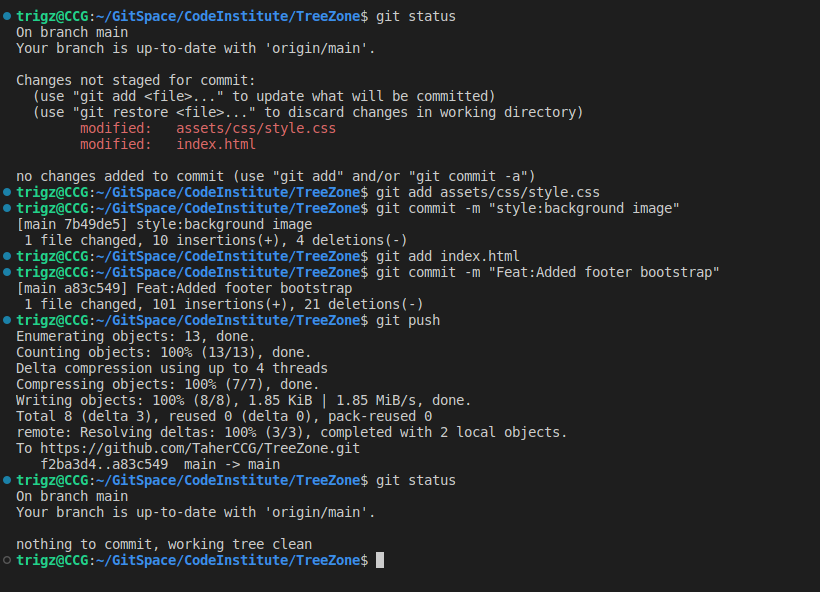 trigz@CCG:~/GitSpace/CodeInstitute/TreeZone$ git status
On branch main
Your branch is up-to-date with 'origin/main'.

Changes not staged for commit:
  (use "git add <file>..." to update what will be committed)
  (use "git restore <file>..." to discard changes in working directory)
        modified:   assets/css/style.css
        modified:   index.html

no changes added to commit (use "git add" and/or "git commit -a")
trigz@CCG:~/GitSpace/CodeInstitute/TreeZone$ git add assets/css/style.css
trigz@CCG:~/GitSpace/CodeInstitute/TreeZone$ git commit -m "style:background image"
[main 7b49de5] style:background image
 1 file changed, 10 insertions(+), 4 deletions(-)
trigz@CCG:~/GitSpace/CodeInstitute/TreeZone$ git add index.html
trigz@CCG:~/GitSpace/CodeInstitute/TreeZone$ git commit -m "Feat:Added footer bootstrap"
[main a83c549] Feat:Added footer bootstrap
 1 file changed, 101 insertions(+), 21 deletions(-)
trigz@CCG:~/GitSpace/CodeInstitute/TreeZone$ git push
Enumerating objects: 13, done.
Counting objects: 100% (13/13), done.
Delta compression using up to 4 threads
Compressing objects: 100% (7/7), done.
Writing objects: 100% (8/8), 1.85 KiB | 1.85 MiB/s, done.
Total 8 (delta 3), reused 0 (delta 0), pack-reused 0
remote: Resolving deltas: 100% (3/3), completed with 2 local objects.
To https://github.com/TaherCCG/TreeZone.git
   f2ba3d4..a83c549  main -> main
trigz@CCG:~/GitSpace/CodeInstitute/TreeZone$ git status
On branch main
Your branch is up-to-date with 'origin/main'.

nothing to commit, working tree clean
trigz@CCG:~/GitSpace/CodeInstitute/TreeZone$